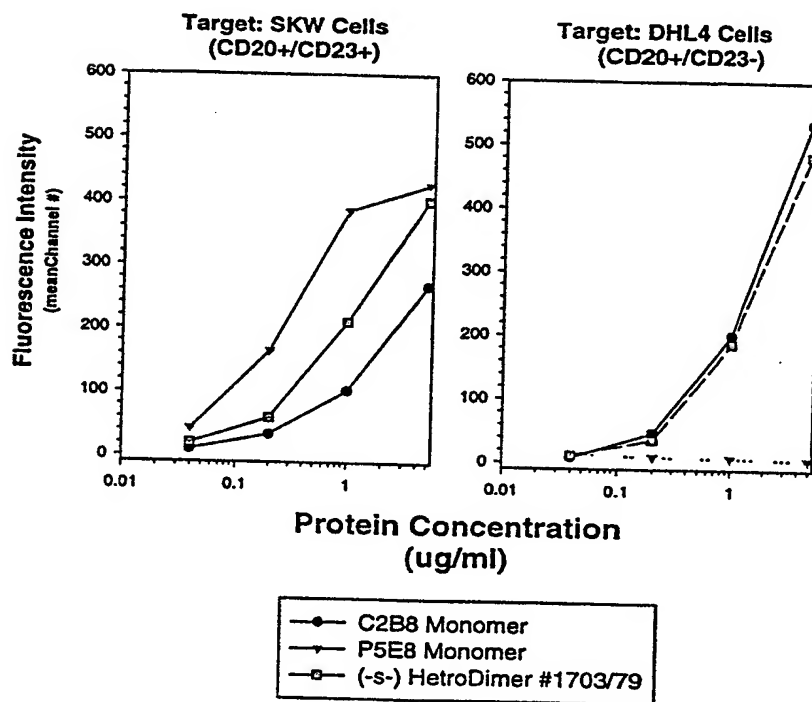 Target: SKW Cells
(CD20+/CD23+)
Target: DHL4 Cells
(CD20+/CD23-)
Fluorescence Intensity
(meanChannel #)
600
500
400
300
200
100
0
0.01
0.1
1
600
500
400
300
200
100
0
0.01
0.1
1
Protein Concentration
(ug/ml)
C2B8 Monomer
P5E8 Monomer
(-s-) HetroDimer #1703/79